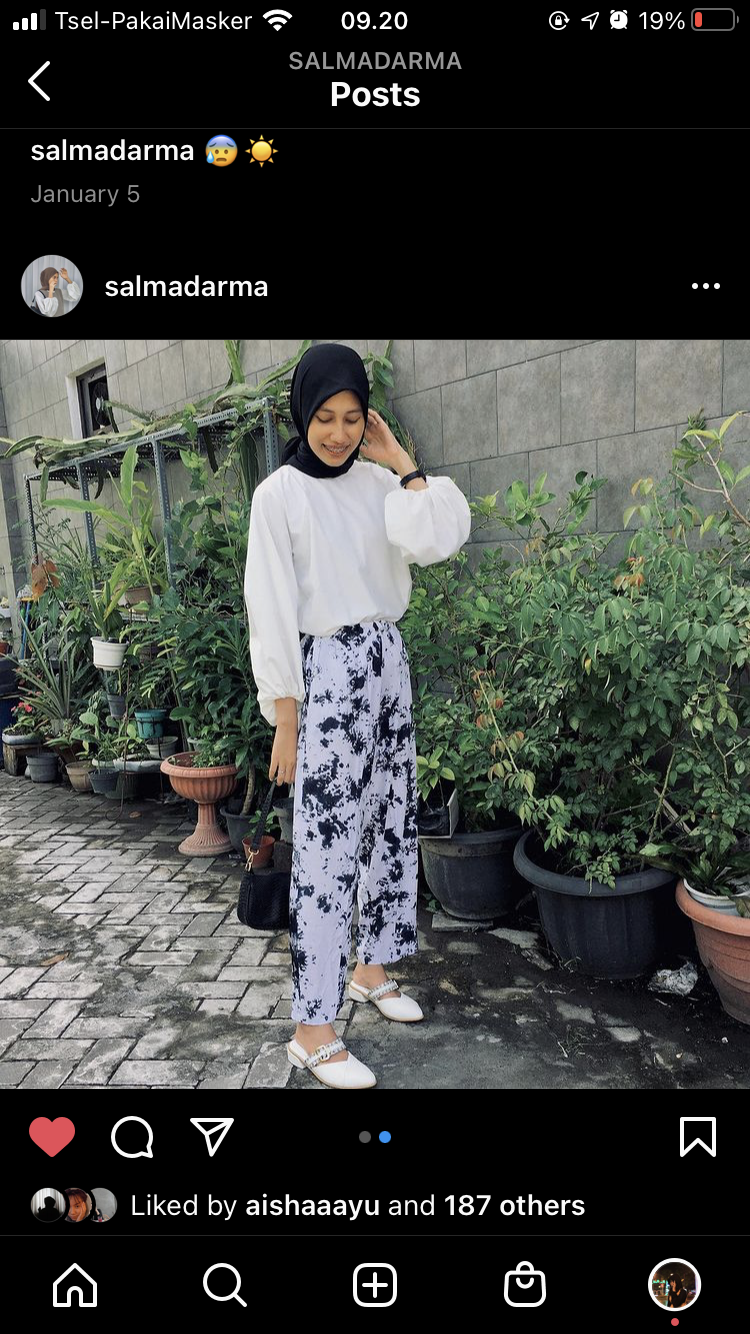 Tsel-PakaiMasker 09.20 19%
SALMADARMA
Posts
salmadarma 😰☀️
January 5
salmadarma
Liked by aishaaayu and 187 others